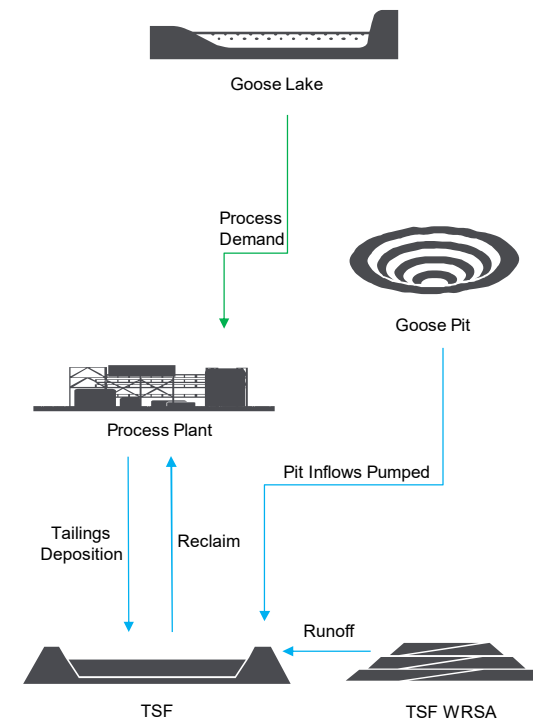 Goose Lake
Process
Demand
Goose Pit
Process Plant
Pit Inflows Pumped
Tailings
Deposition
Reclaim
Runoff
TSF
TSF WRSA